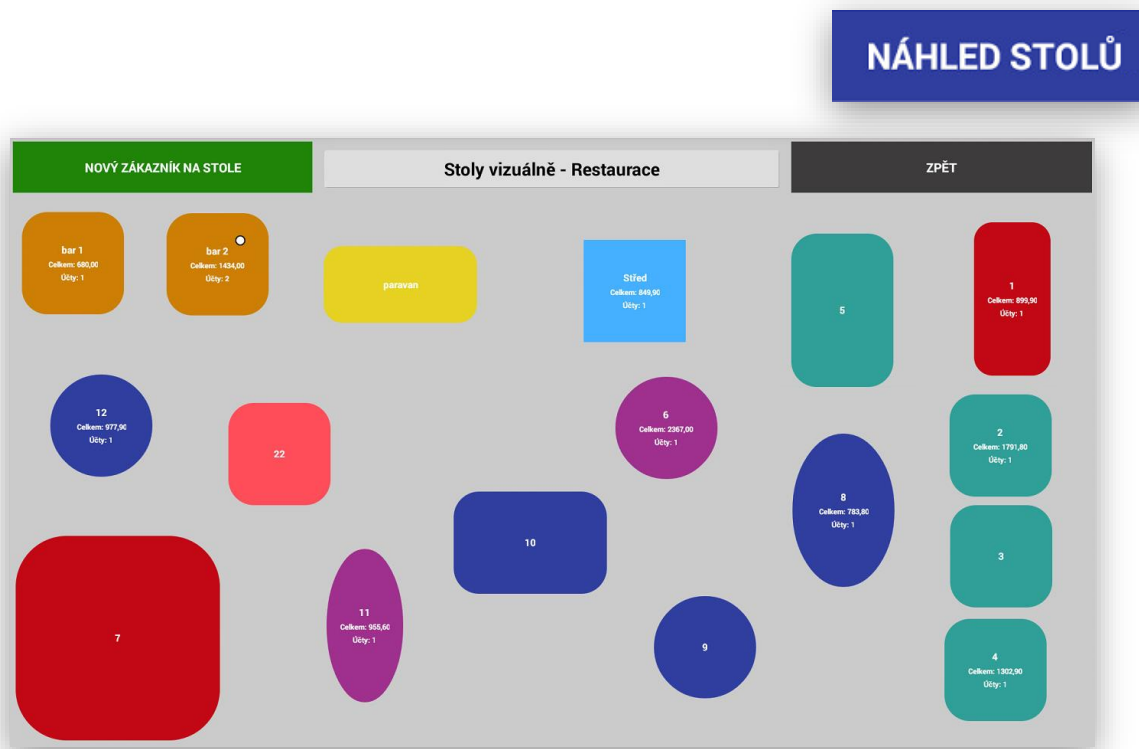 NÁHLED STOLŮ
NOVÝ ZÁKAZNÍK NA STOLE
Stoly vizuálně - Restaurace
ZPĚT
bar 1
Celkem: 680,00
Účty: 1
bar 2
Celkem: 1434,00
Účty: 2
paravan
Střed
Celkem: 849,90
Účty: 1
5
1
Celkem: 899,90
Účty: 1
12
Celkem: 977,90
Účty: 1
22
6
Celkem: 2367,00
Účty: 1
2
Celkem: 1791,80
Účty: 1
8
Celkem: 783,80
Účty: 1
10
3
7
11
Celkem: 955,60
Účty: 1
9
4
Celkem: 1302,90
Účty: 1